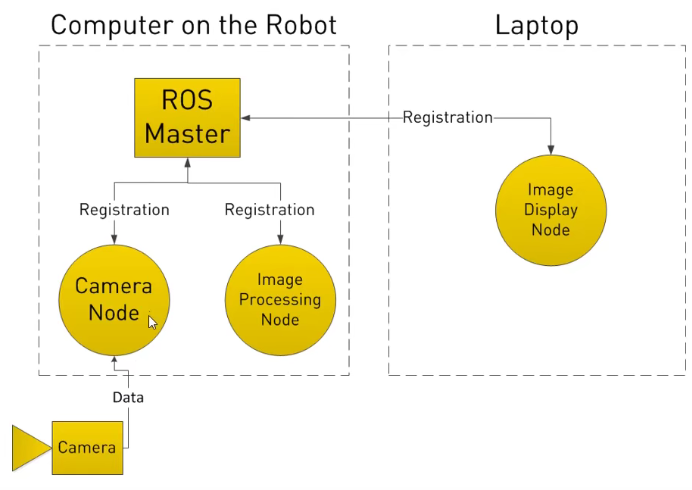 Computer on the Robot
Laptop
ROS
Master
Registration
Registration
Registration
Image
Display
Node
Camera
Node
Image
Processing
Node
Data
Camera